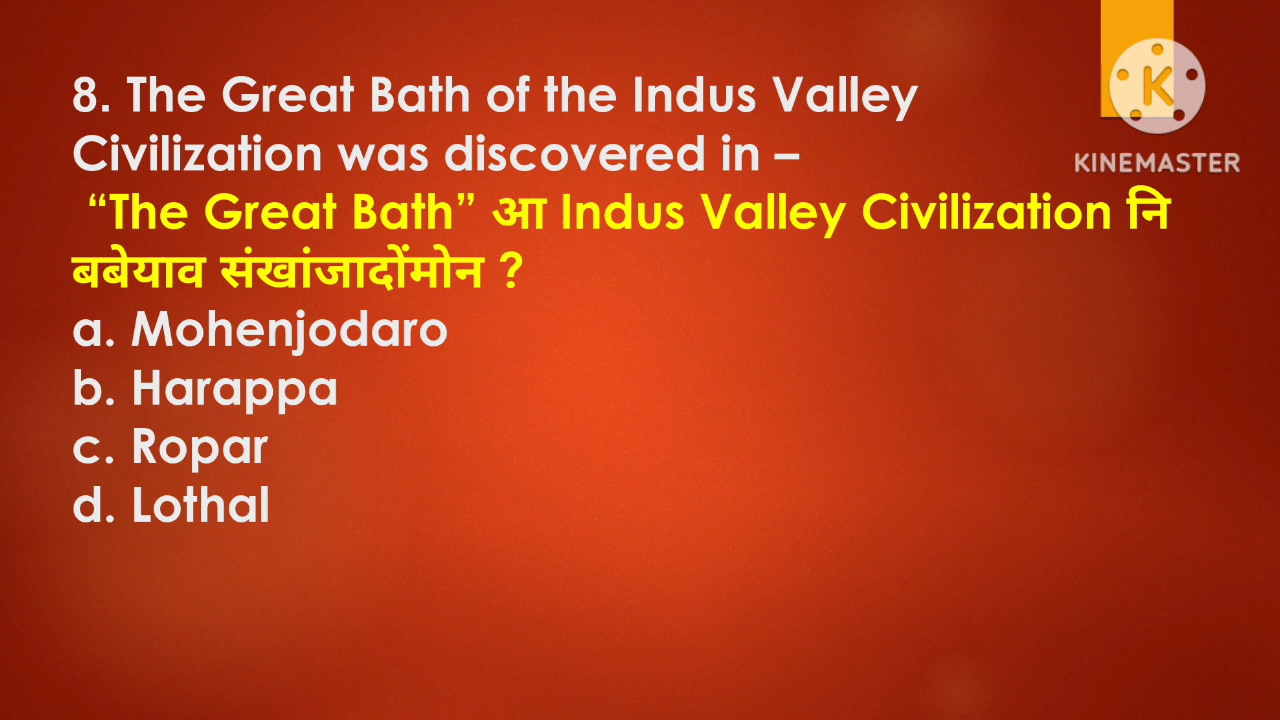 8. The Great Bath of the Indus Valley
Civilization was discovered in –
“The Great Bath” आ Indus Valley Civilization नि
बबेयाव संखांजादोंमोन ?
a. Mohenjodaro
b. Harappa
c. Ropar
d. Lothal
K
KINEMASTER